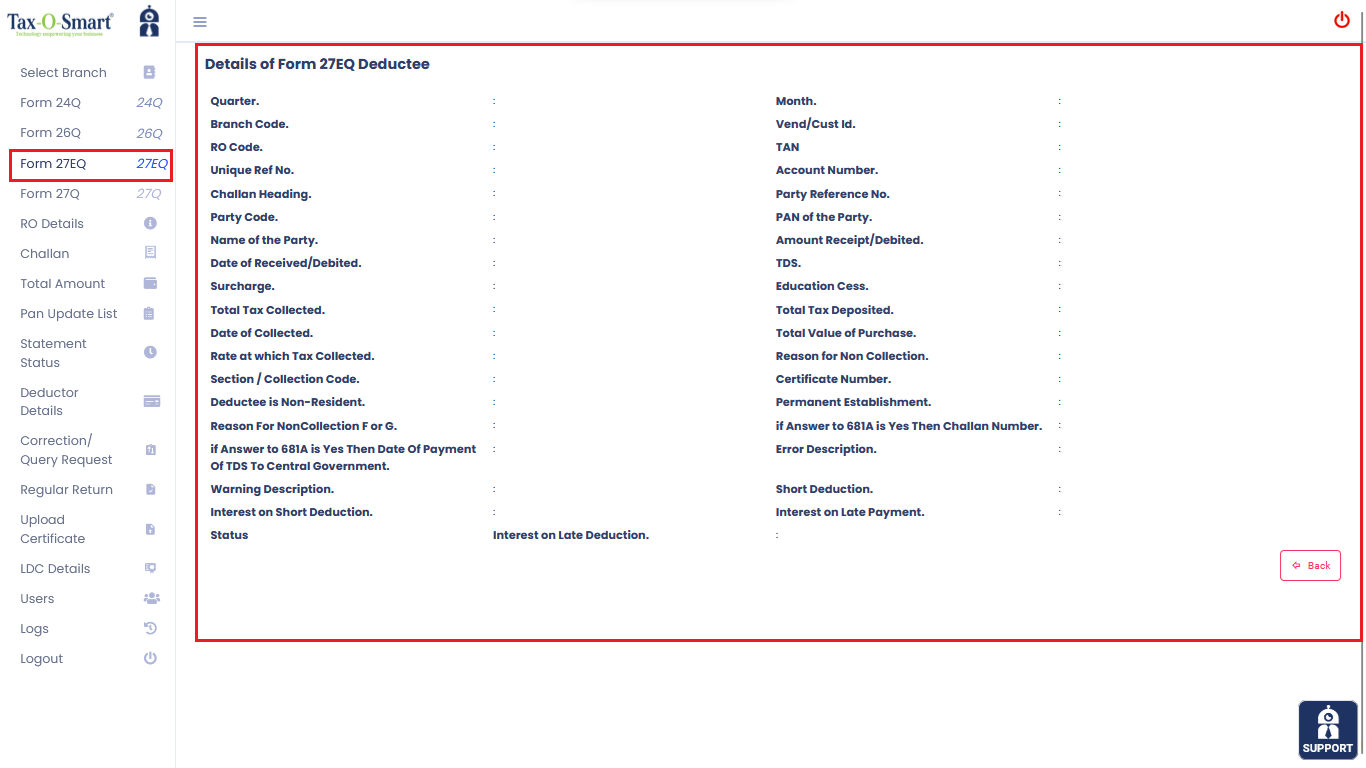 Tax-O-Smart
Technology empowering your business
Select Branch
Form 24Q 24Q
Form 26Q 26Q
Form 27EQ 27EQ
Form 27Q 27Q
RO Details
Challan
Total Amount
Pan Update List
Statement
Status
Deductor
Details
Correction/
Query Request
Regular Return
Upload
Certificate
LDC Details
Users
Logs
Logout
Details of Form 27EQ Deductee
Quarter. : Month. :
Branch Code. : Vend/Cust Id. :
RO Code. : TAN :
Unique Ref No. : Account Number. :
Challan Heading. : Party Reference No. :
Party Code. : PAN of the Party. :
Name of the Party. : Amount Receipt/Debited. :
Date of Received/Debited. : TDS. :
Surcharge. : Education Cess. :
Total Tax Collected. : Total Tax Deposited. :
Date of Collected. : Total Value of Purchase. :
Rate at which Tax Collected. : Reason for Non Collection. :
Section / Collection Code. : Certificate Number. :
Deductee is Non-Resident. : Permanent Establishment. :
Reason For NonCollection F or G. : if Answer to 681A is Yes Then Challan Number. :
if Answer to 681A is Yes Then Date Of Payment : Error Description. :
Of TDS To Central Government.
Warning Description. : Short Deduction. :
Interest on Short Deduction. : Interest on Late Payment. :
Status Interest on Late Deduction. :
Back
SUPPORT